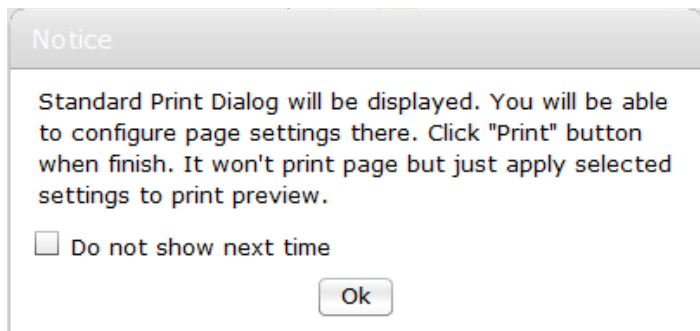 Notice
Standard Print Dialog will be displayed. You will be able
to configure page settings there. Click "Print" button
when finish. It won't print page but just apply selected
settings to print preview.
Do not show next time
Ok